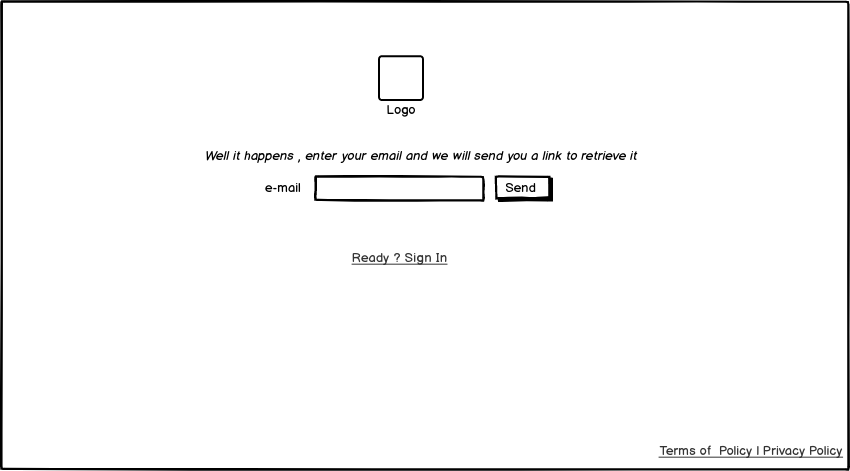 Logo
Well it happens , enter your email and we will send you a link to retrieve it
e-mail Send
Ready ? Sign In
Terms of Policy | Privacy Policy